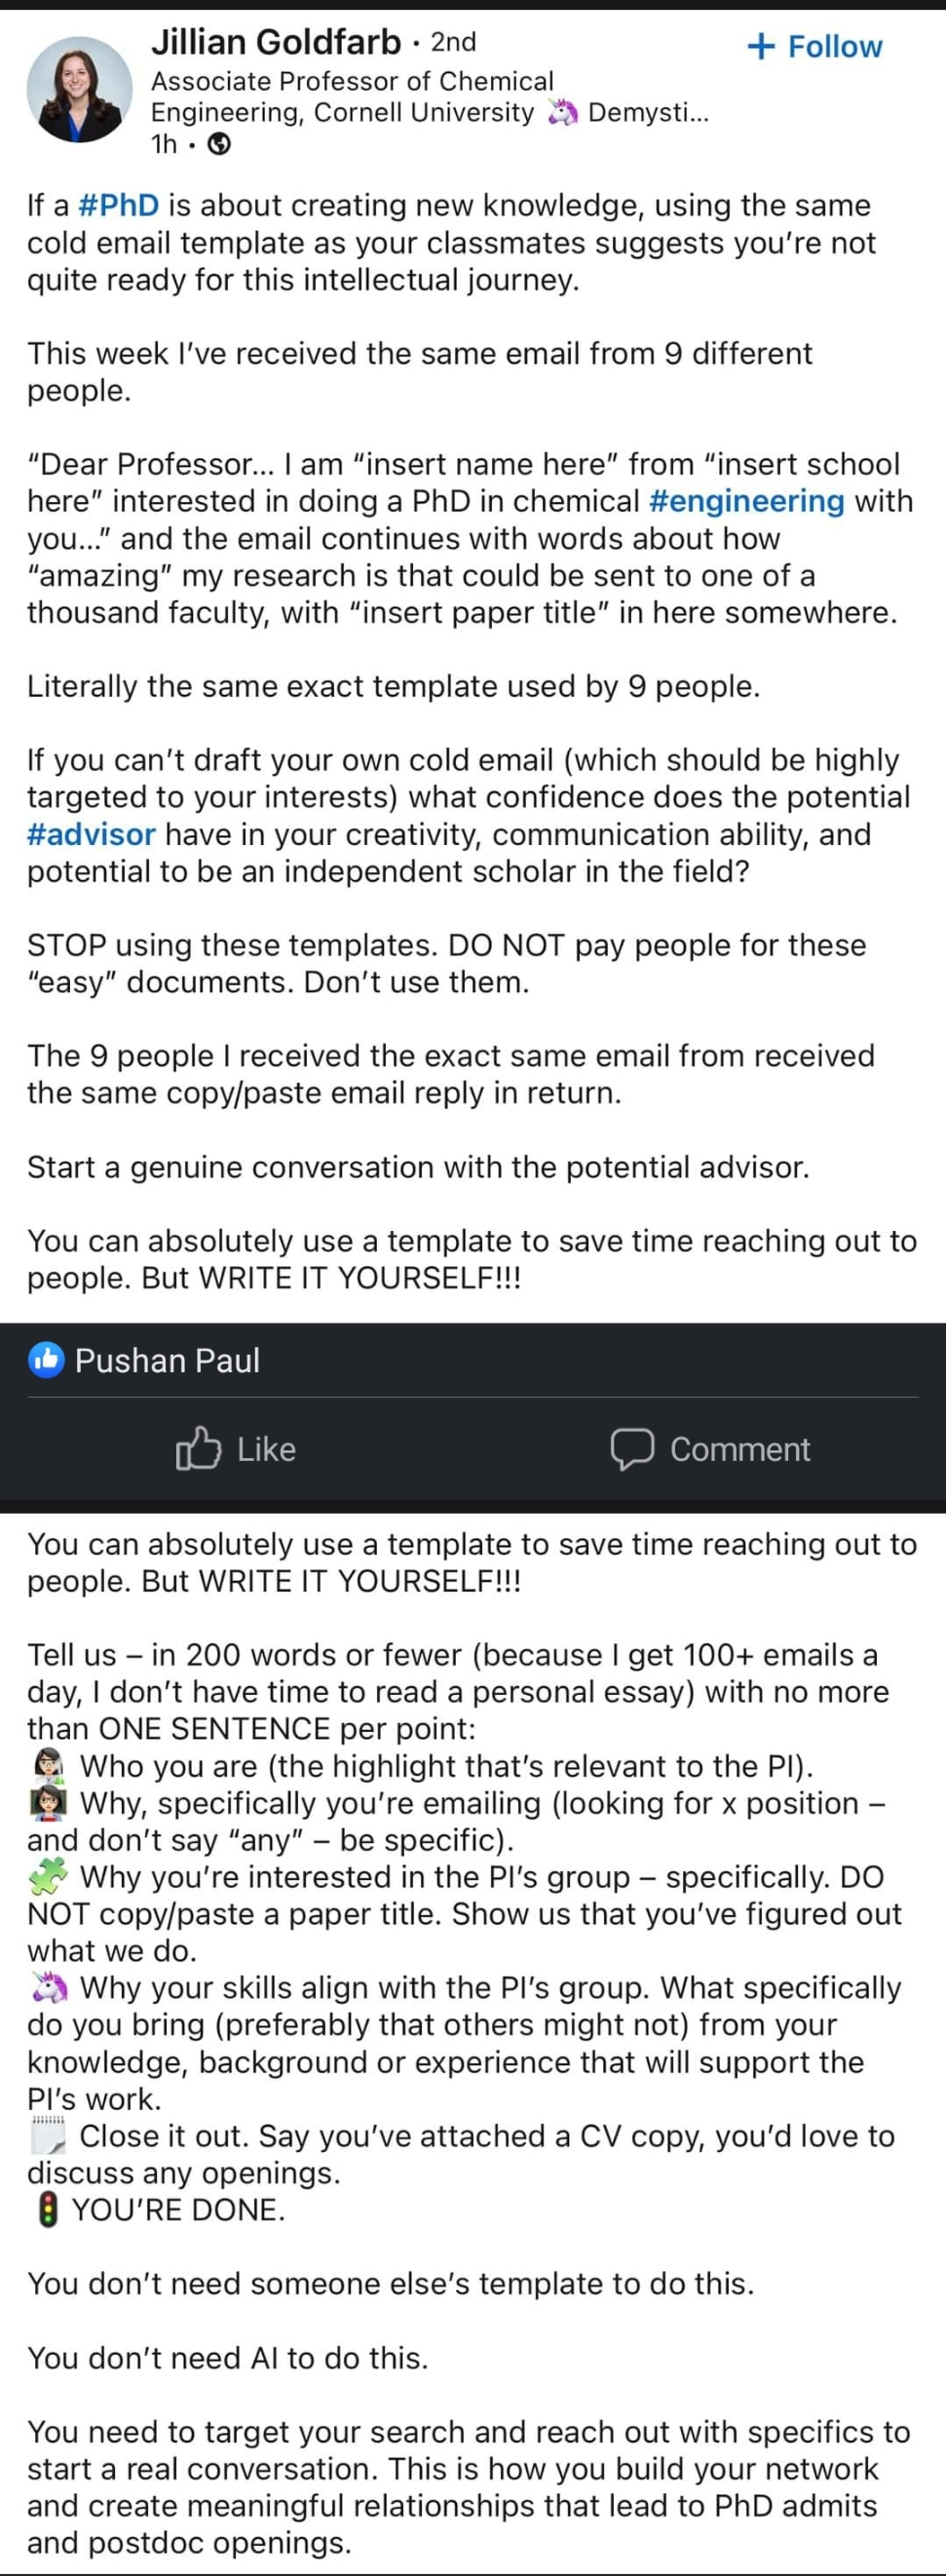 Jillian Goldfarb · 2nd
+ Follow
Associate Professor of Chemical
Engineering, Cornell University 🦄 Demysti...
1h ·
If a #PhD is about creating new knowledge, using the same
cold email template as your classmates suggests you’re not
quite ready for this intellectual journey.
This week I’ve received the same email from 9 different
people.
“Dear Professor... I am “insert name here” from “insert school
here” interested in doing a PhD in chemical #engineering with
you...” and the email continues with words about how
“amazing” my research is that could be sent to one of a
thousand faculty, with “insert paper title” in here somewhere.
Literally the same exact template used by 9 people.
If you can’t draft your own cold email (which should be highly
targeted to your interests) what confidence does the potential
#advisor have in your creativity, communication ability, and
potential to be an independent scholar in the field?
STOP using these templates. DO NOT pay people for these
“easy” documents. Don’t use them.
The 9 people I received the exact same email from received
the same copy/paste email reply in return.
Start a genuine conversation with the potential advisor.
You can absolutely use a template to save time reaching out to
people. But WRITE IT YOURSELF!!!
Pushan Paul
Like
Comment
You can absolutely use a template to save time reaching out to
people. But WRITE IT YOURSELF!!!
Tell us – in 200 words or fewer (because I get 100+ emails a
day, I don’t have time to read a personal essay) with no more
than ONE SENTENCE per point:
👩‍🔬 Who you are (the highlight that’s relevant to the PI).
👩‍🏫 Why, specifically you’re emailing (looking for x position –
and don’t say “any” – be specific).
🧩 Why you’re interested in the PI’s group – specifically. DO
NOT copy/paste a paper title. Show us that you’ve figured out
what we do.
🦄 Why your skills align with the PI’s group. What specifically
do you bring (preferably that others might not) from your
knowledge, background or experience that will support the
PI’s work.
🗒️ Close it out. Say you’ve attached a CV copy, you’d love to
discuss any openings.
🚦 YOU’RE DONE.
You don’t need someone else’s template to do this.
You don’t need AI to do this.
You need to target your search and reach out with specifics to
start a real conversation. This is how you build your network
and create meaningful relationships that lead to PhD admits
and postdoc openings.